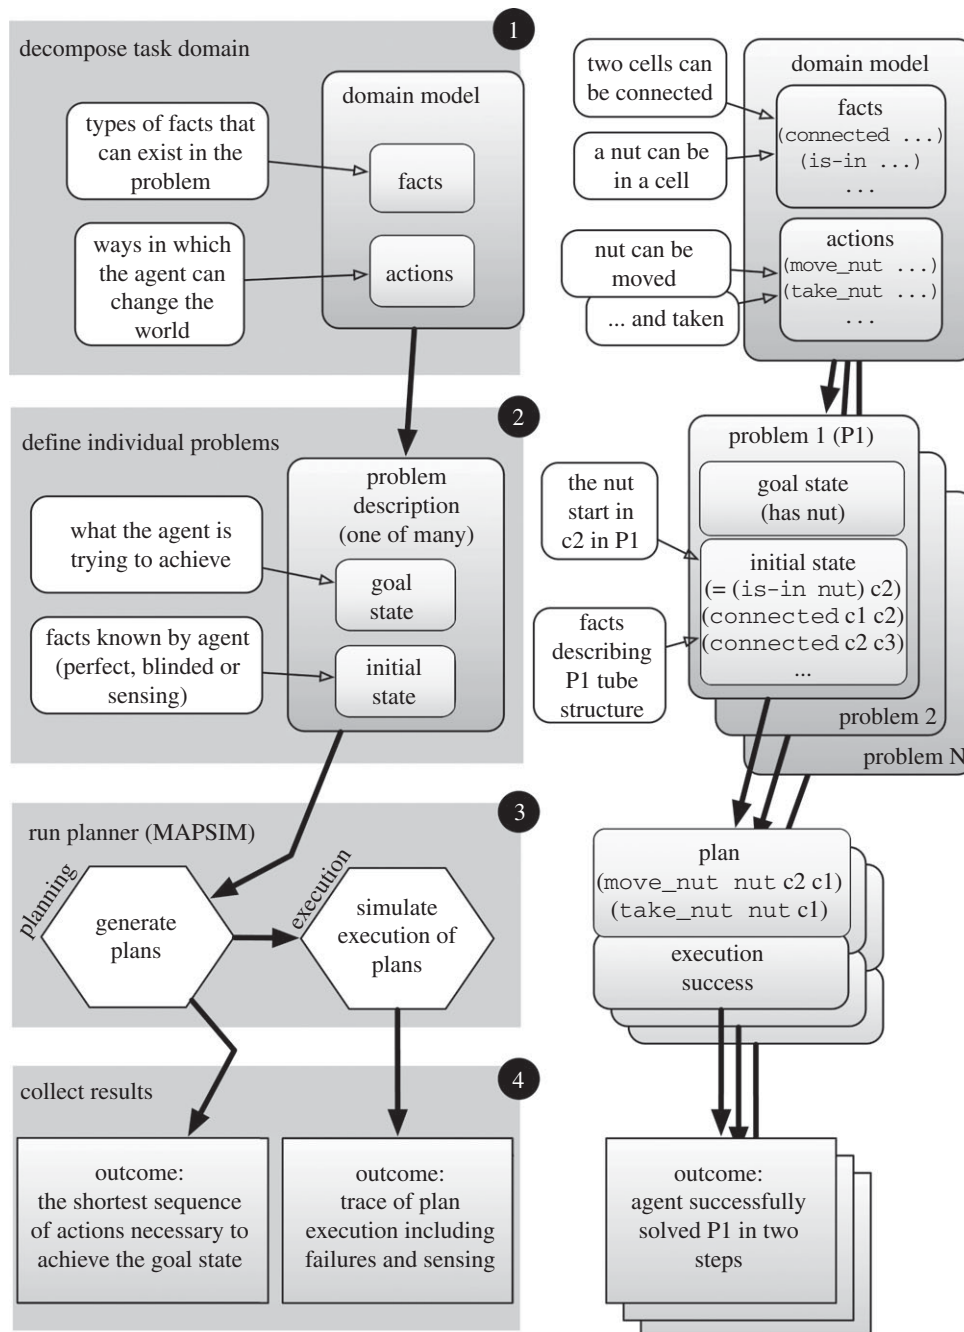 1
decompose task domain
domain model
types of facts that
can exist in the
problem
facts
ways in which
the agent can
change the
world
actions
two cells can
be connected
domain model
facts
(connected ...)
(is-in ...)
...
a nut can be
in a cell
actions
(move_nut ...)
(take_nut ...)
...
nut can be
moved
... and taken
2
define individual problems
problem
description
(one of many)
what the agent is
trying to achieve
goal
state
facts known by agent
(perfect, blinded or
sensing)
initial
state
problem 1 (P1)
goal state
(has nut)
the nut
start in
c2 in P1
initial state
(= (is-in nut) c2)
(connected c1 c2)
(connected c2 c3)
...
facts
describing
P1 tube
structure
problem 2
problem N
3
run planner (MAPSIM)
planning
generate
plans
execution
simulate
execution of
plans
plan
(move_nut nut c2 c1)
(take_nut nut c1)
execution
success
4
collect results
outcome:
the shortest sequence
of actions necessary to
achieve the goal state
outcome:
trace of plan
execution including
failures and sensing
outcome:
agent successfully
solved P1 in two
steps